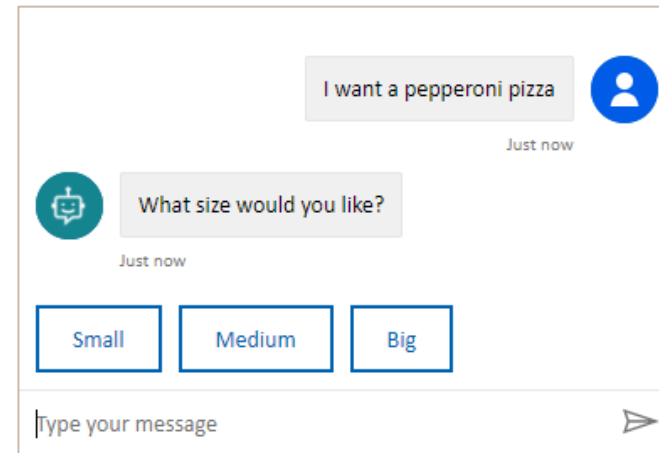 I want a pepperoni pizza
Just now
What size would you like?
Just now
Small Medium Big
Type your message